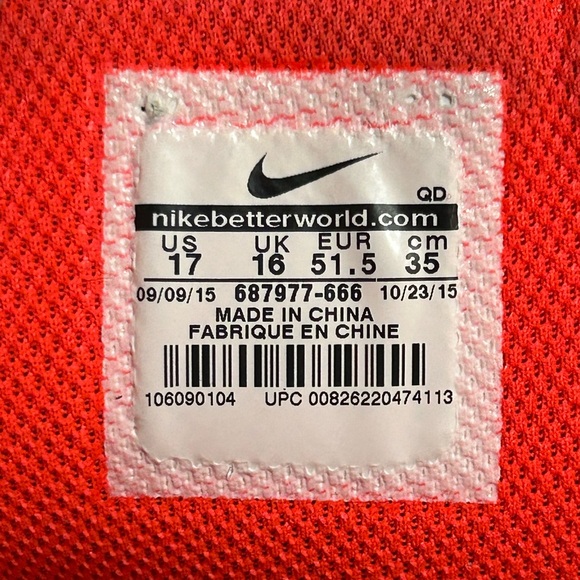 QD
nikebetterworld.com
US UK EUR cm
17 16 51.5 35
09/09/15 687977-666 10/23/15
MADE IN CHINA
FABRIQUE EN CHINE
106090104 UPC 00826220474113